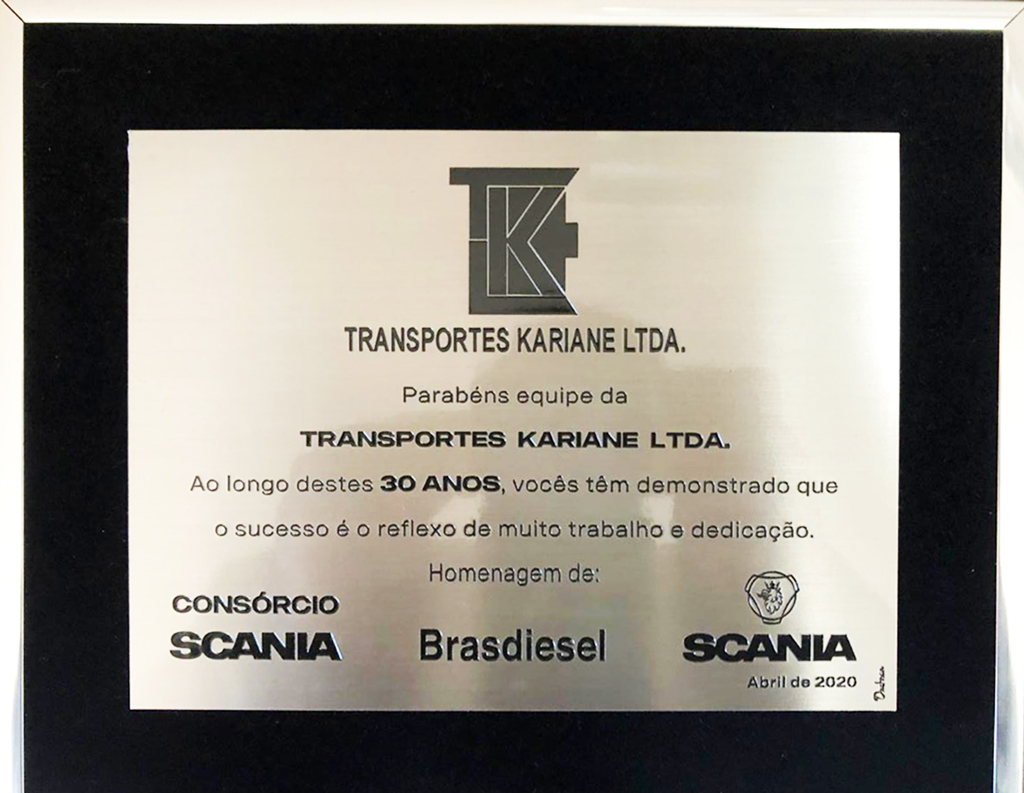 TK
TRANSPORTES KARIANE LTDA.
Parabéns equipe da
TRANSPORTES KARIANE LTDA.
Ao longo destes 30 ANOS, vocês têm demonstrado que
o sucesso é o reflexo de muito trabalho e dedicação.
Homenagem de:
CONSÓRCIO
SCANIA
Brasdiesel
SCANIA
Abril de 2020